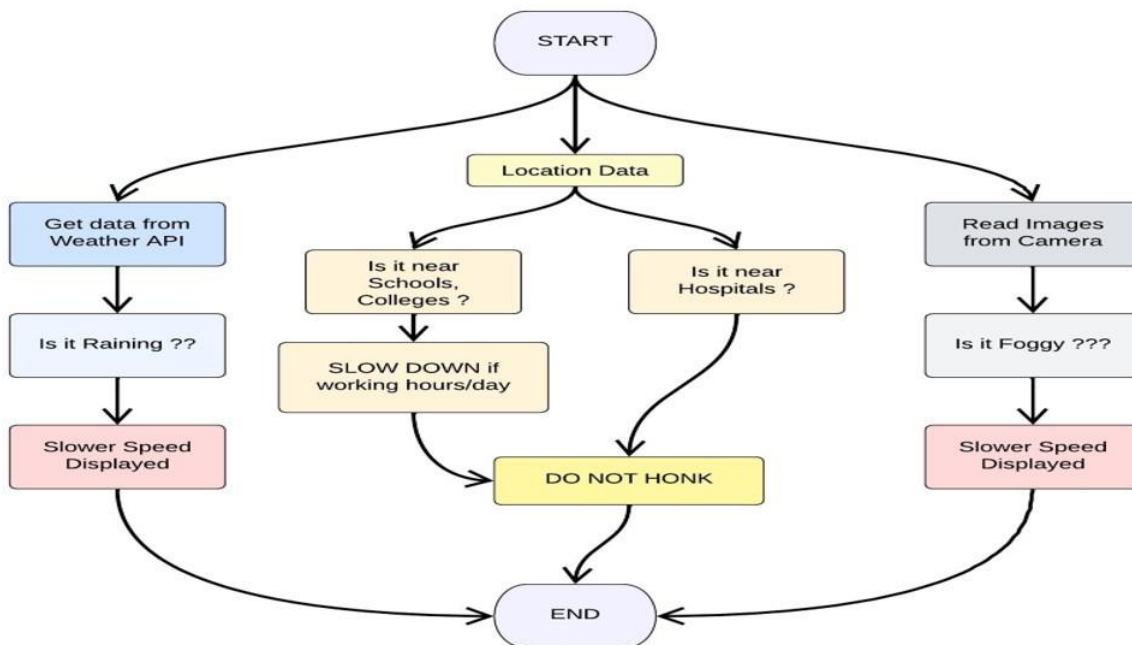 START
Location Data
Get data from
Weather API
Read Images
from Camera
Is it near
Schools,
Colleges ?
Is it near
Hospitals ?
Is it Raining ??
Is it Foggy ???
SLOW DOWN if
working hours/day
Slower Speed
Displayed
Slower Speed
Displayed
DO NOT HONK
END